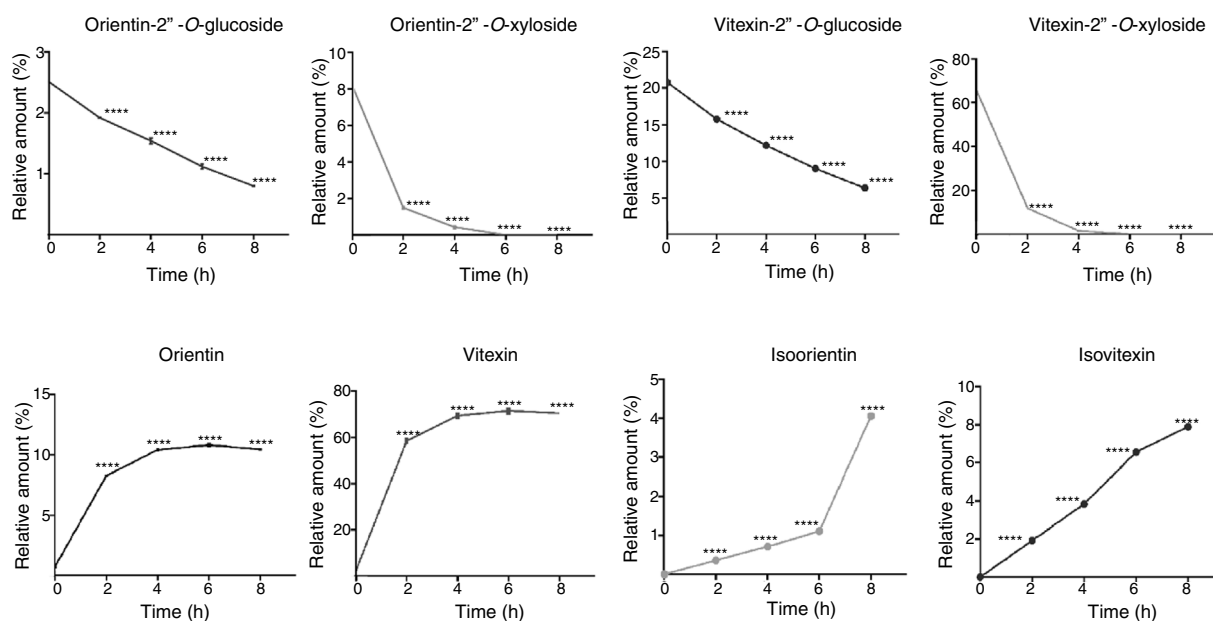 Orientin-2” -O-glucoside
Relative amount (%)
3
2
1
****
****
****
****
0 2 4 6 8
Time (h)
Orientin-2” -O-xyloside
Relative amount (%)
10
8
6
4
2
****
****
****
****
0 2 4 6 8
Time (h)
Vitexin-2” -O-glucoside
Relative amount (%)
25
20
15
10
5
****
****
****
****
0 2 4 6 8
Time (h)
Vitexin-2” -O-xyloside
Relative amount (%)
80
60
40
20
****
****
****
****
0 2 4 6 8
Time (h)
Orientin
Relative amount (%)
15
10
5
****
****
****
****
0 2 4 6 8
Time (h)
Vitexin
Relative amount (%)
80
60
40
20
****
****
****
****
0 2 4 6 8
Time (h)
Isoorientin
Relative amount (%)
5
4
4
2
1
****
****
****
****
0 2 4 6 8
Time (h)
Isovitexin
Relative amount (%)
10
8
6
4
2
****
****
****
****
0 2 4 6 8
Time (h)